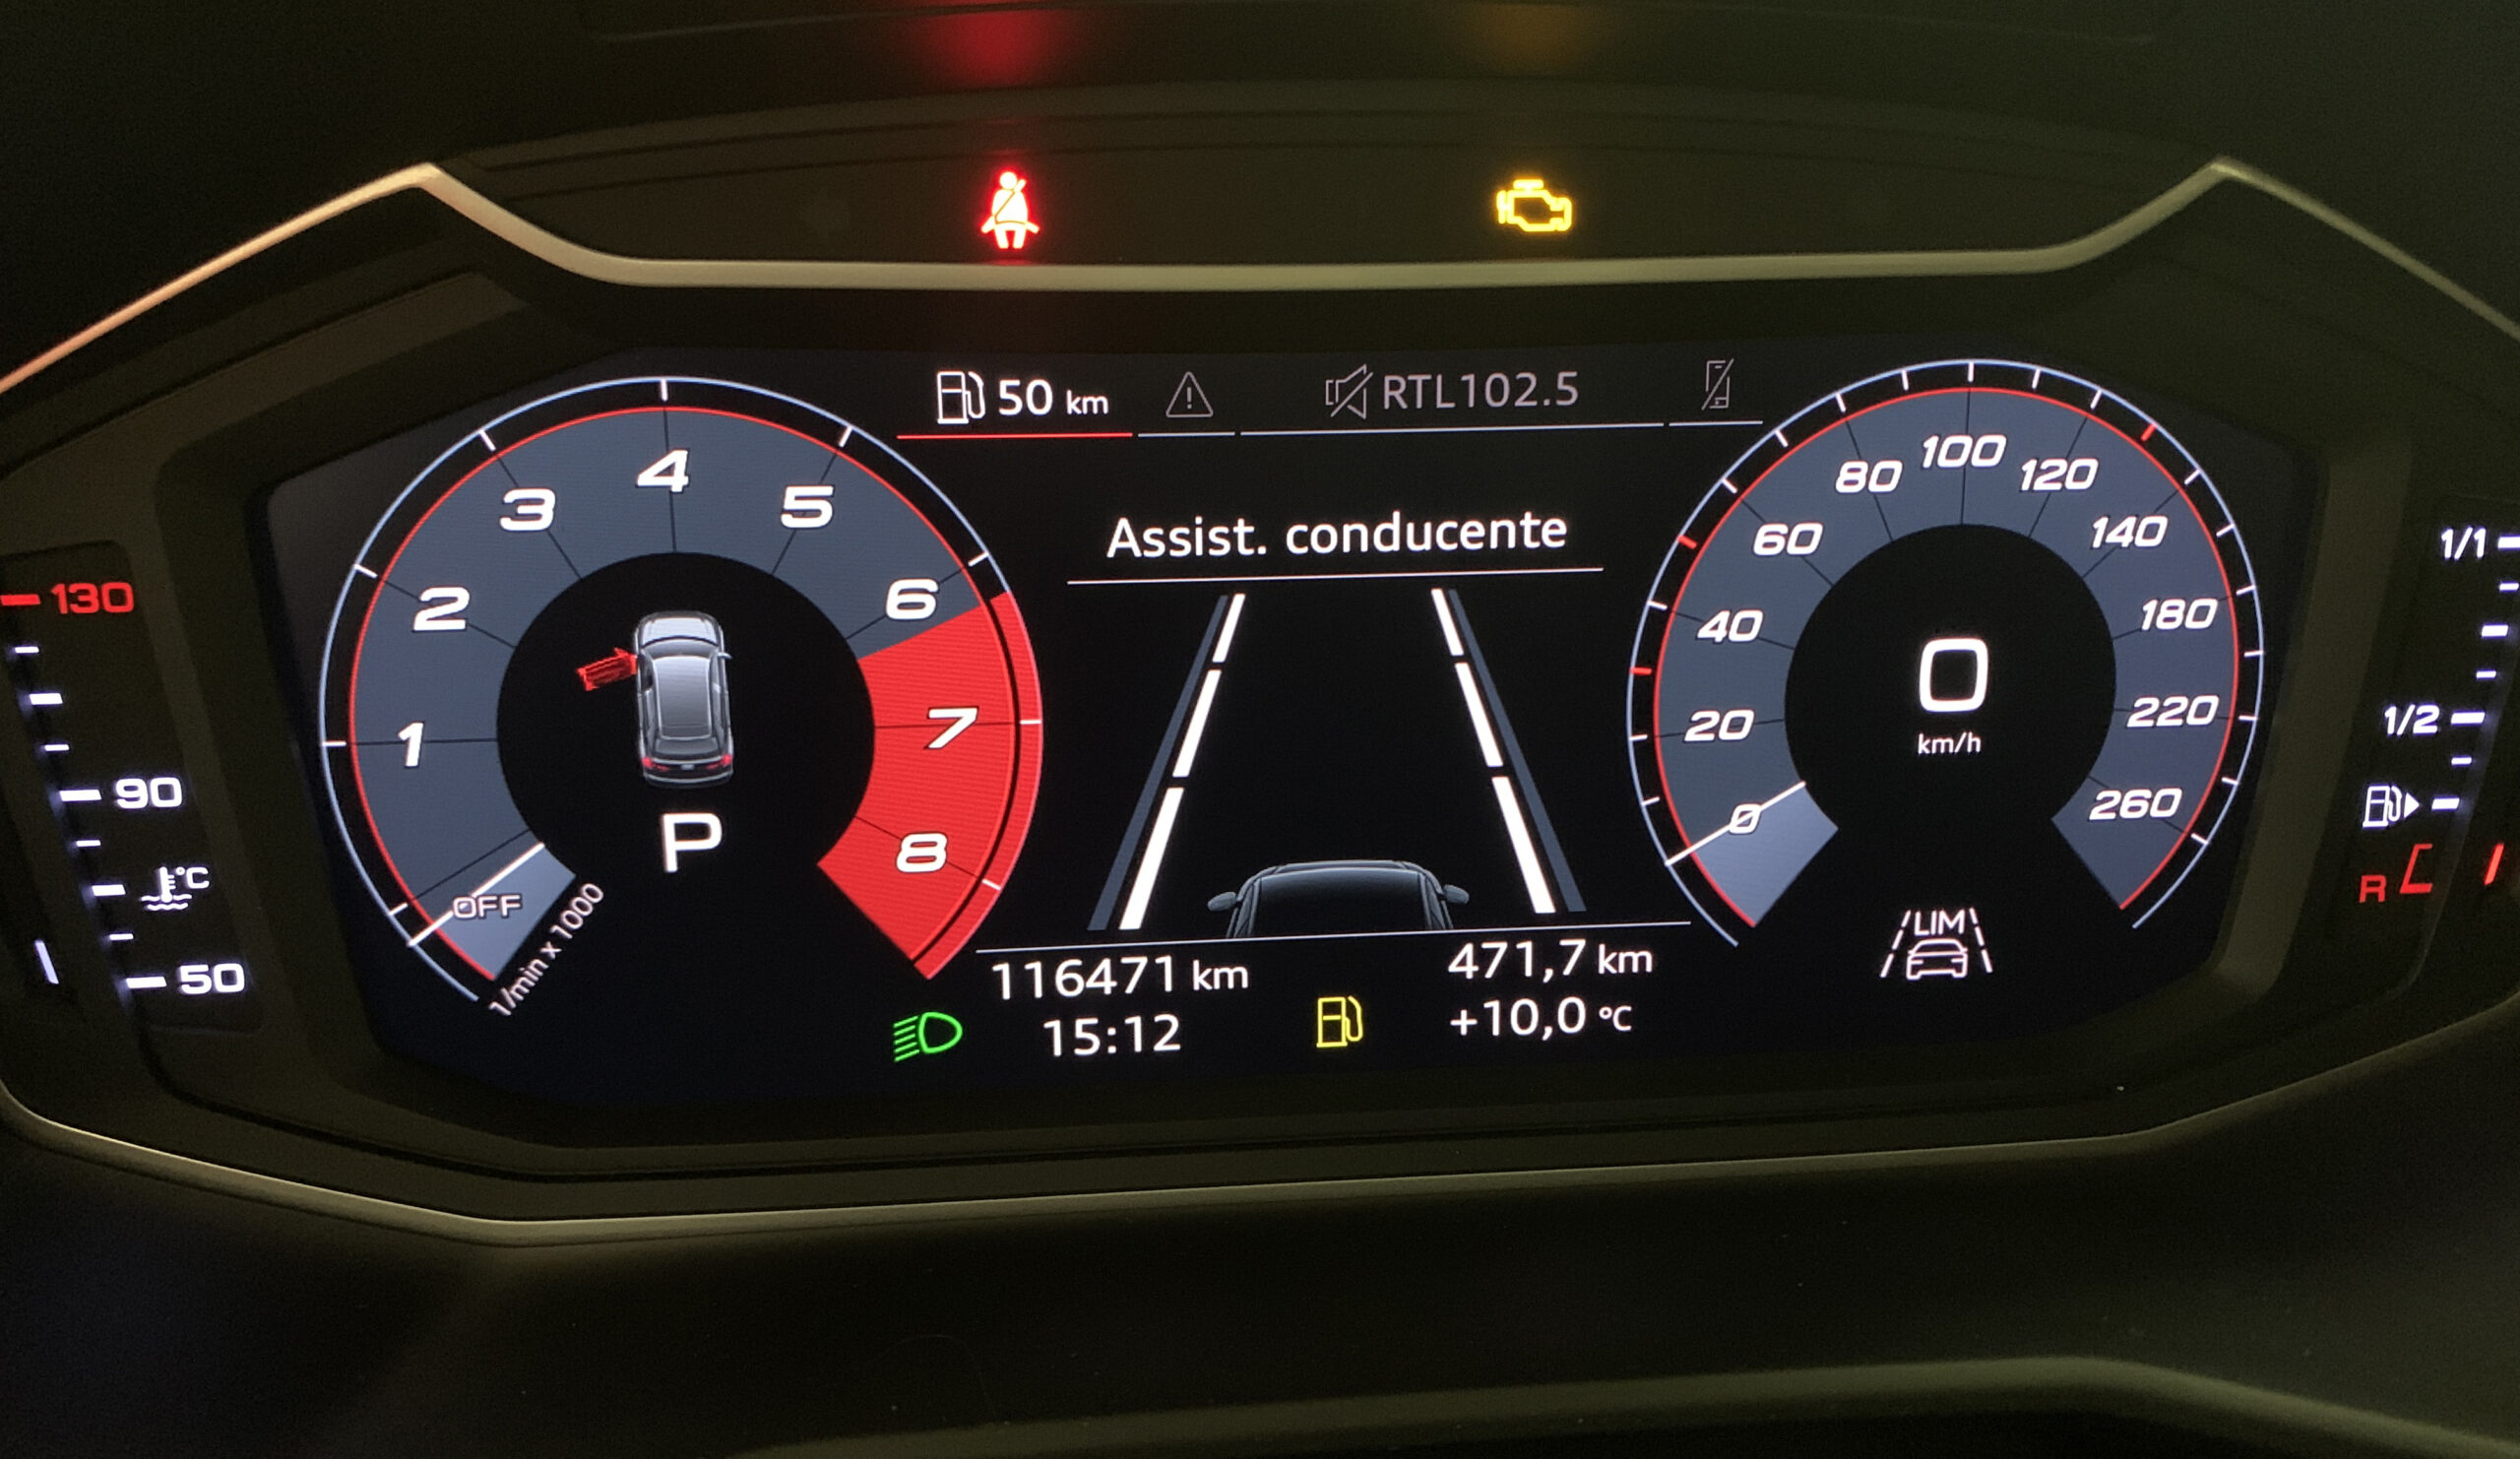 50 km
RTL102.5
Assist. conducente
1
2
3
4
5
6
7
8
OFF
1/min x 1000
P
0
20
40
60
80
100
120
140
180
220
260
0
km/h
LIM
130
90
°C
50
1/1
1/2
R
116471 km
471,7 km
15:12
+10,0 °C